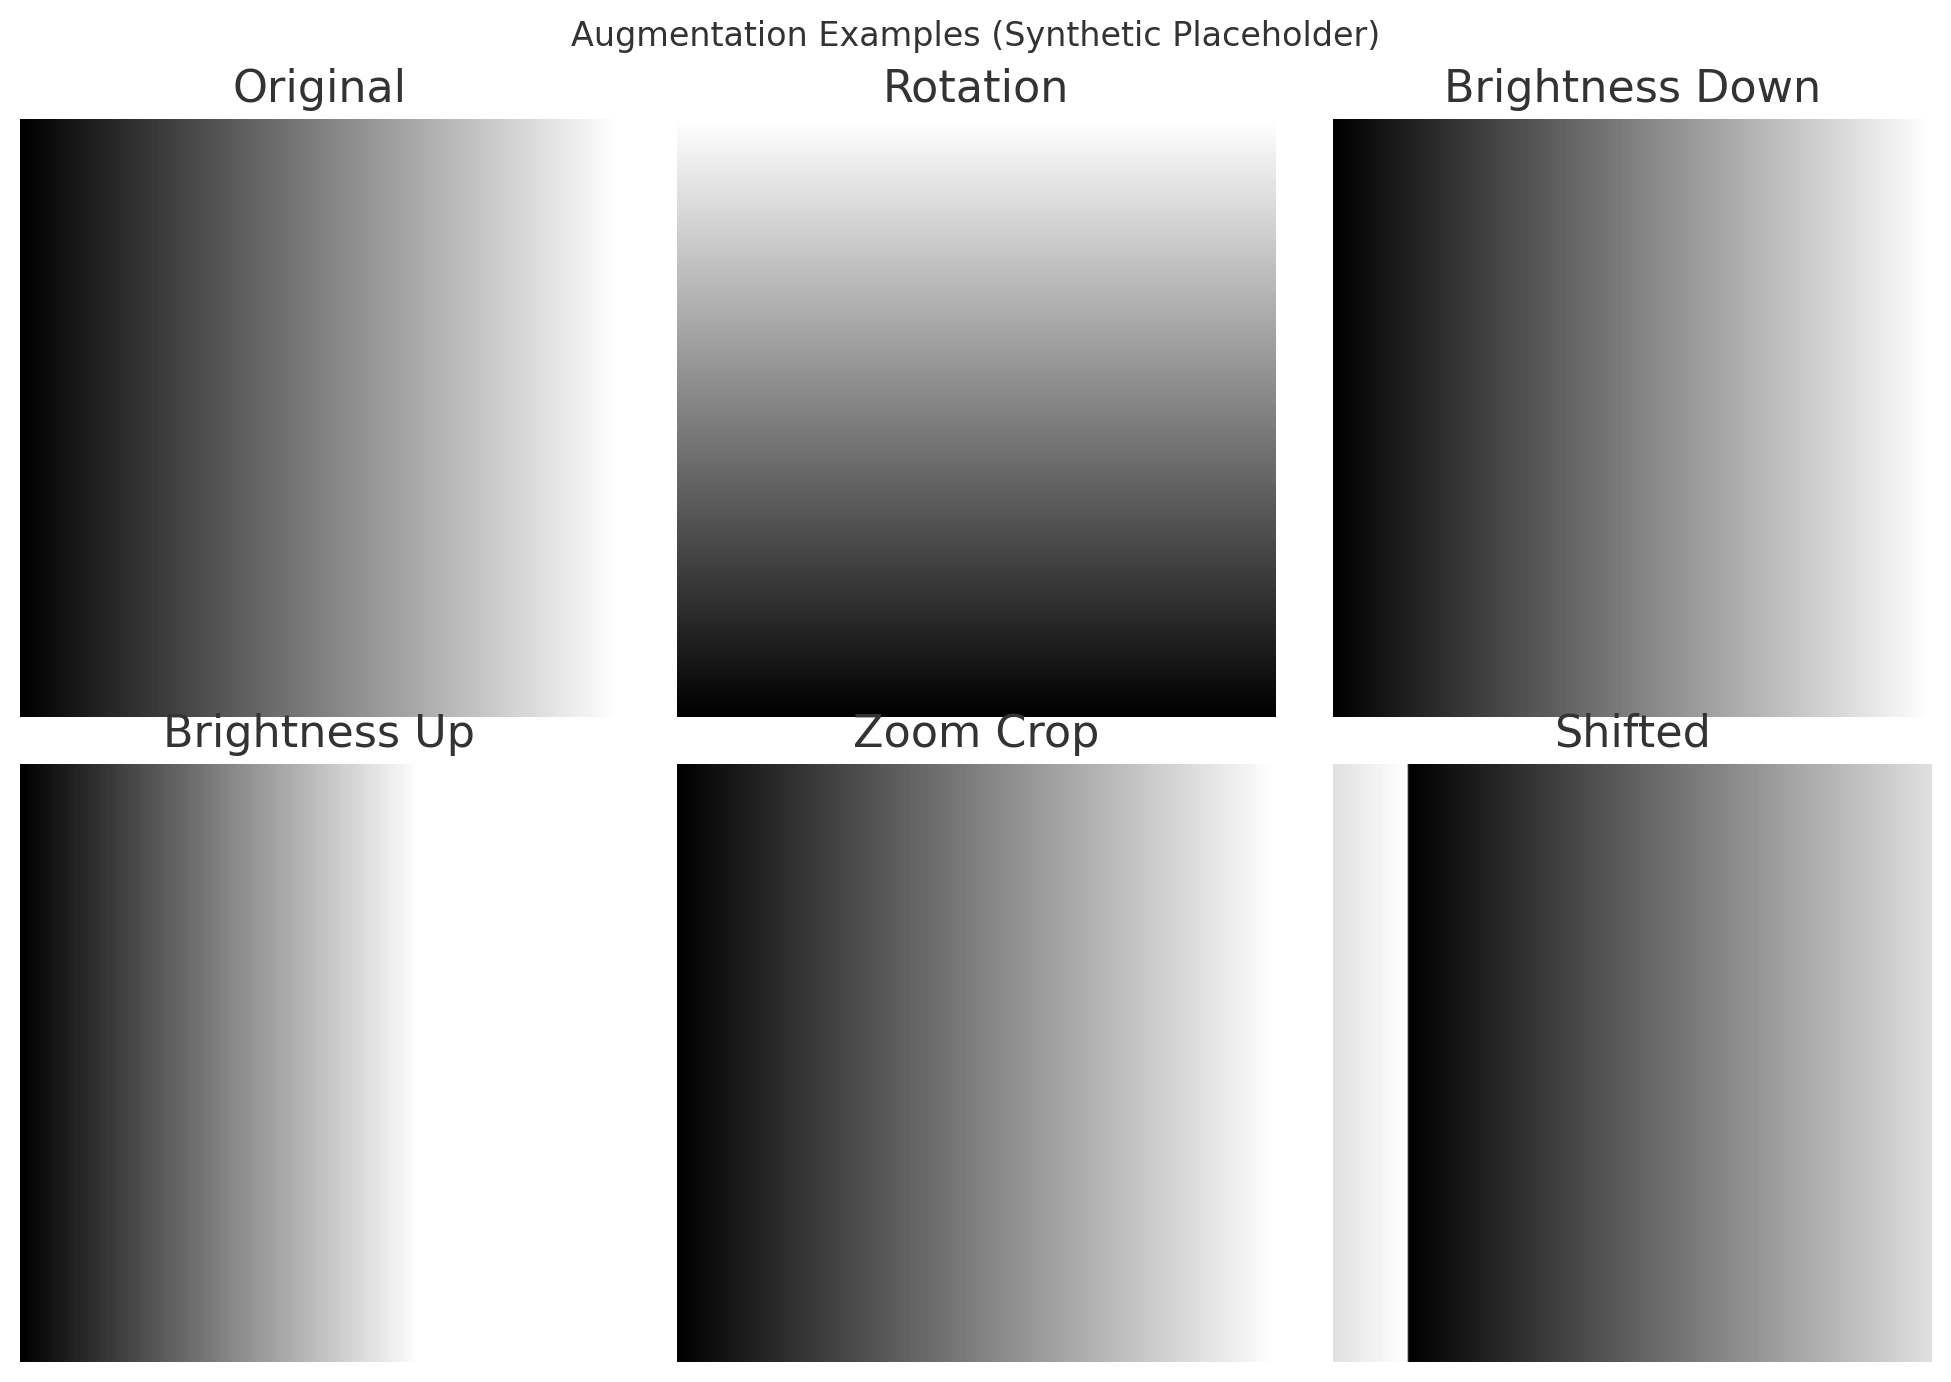 Augmentation Examples (Synthetic Placeholder)
Original
Rotation
Brightness Down
Brightness Up
Zoom Crop
Shifted